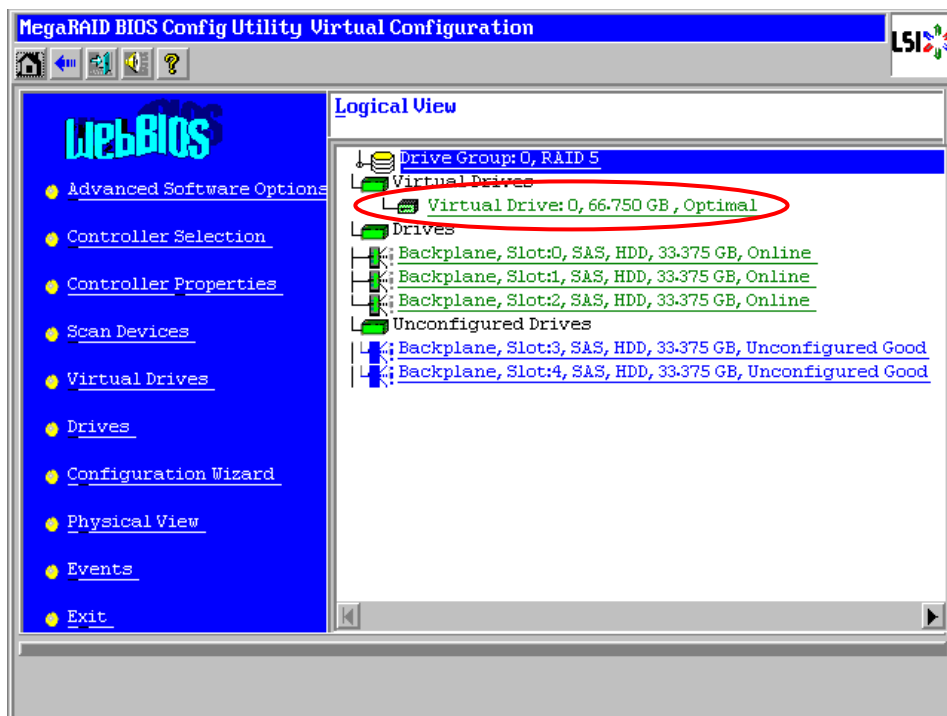 MegaRAID BIOS Config Utility Virtual Configuration
LSI
?
WebBIOS
Advanced Software Options
Controller Selection
Controller Properties
Scan Devices
Virtual Drives
Drives
Configuration Wizard
Physical View
Events
Exit
Logical View
Drive Group: 0, RAID 5
Virtual Drives
Virtual Drive: 0, 66.750 GB, Optimal
Drives
Backplane, Slot:0, SAS, HDD, 33.375 GB, Online
Backplane, Slot:1, SAS, HDD, 33.375 GB, Online
Backplane, Slot:2, SAS, HDD, 33.375 GB, Online
Unconfigured Drives
Backplane, Slot:3, SAS, HDD, 33.375 GB, Unconfigured Good
Backplane, Slot:4, SAS, HDD, 33.375 GB, Unconfigured Good